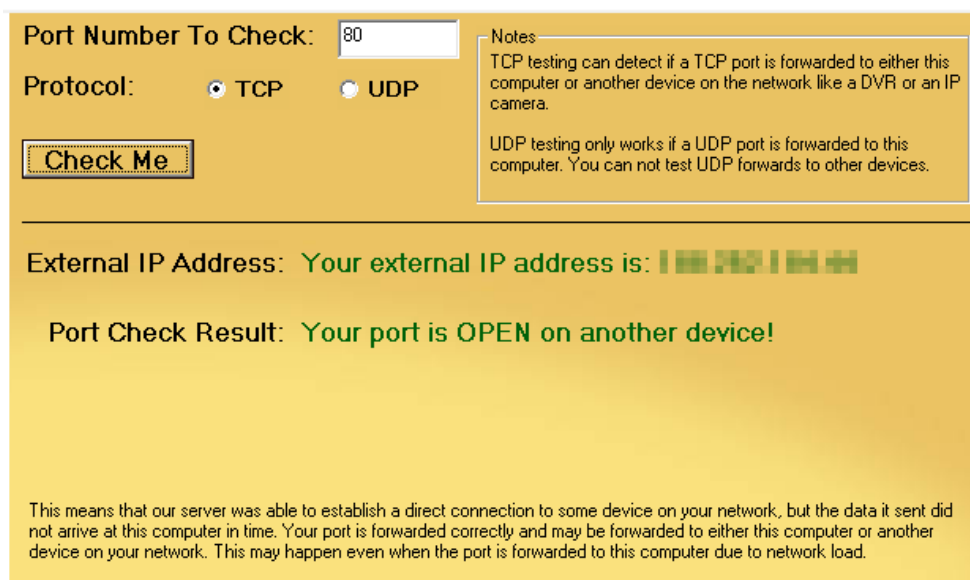 Port Number To Check: 80
Notes
TCP testing can detect if a TCP port is forwarded to either this
computer or another device on the network like a DVR or an IP
camera.
Protocol: TCP UDP
UDP testing only works if a UDP port is forwarded to this
computer. You can not test UDP forwards to other devices.
Check Me
External IP Address: Your external IP address is:
Port Check Result: Your port is OPEN on another device!
This means that our server was able to establish a direct connection to some device on your network, but the data it sent did
not arrive at this computer in time. Your port is forwarded correctly and may be forwarded to either this computer or another
device on your network. This may happen even when the port is forwarded to this computer due to network load.